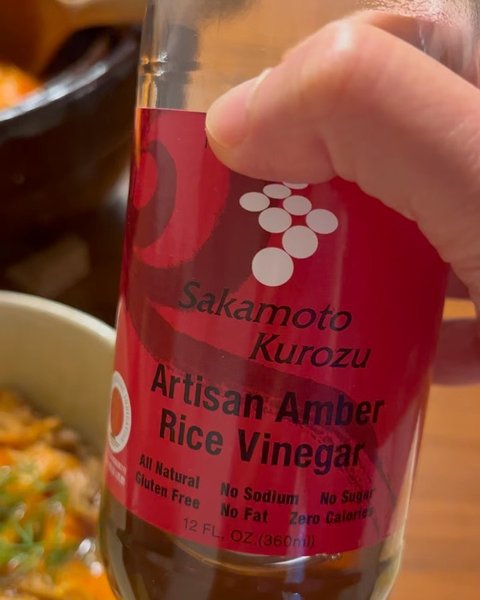 Sakamoto
Kurozu
Artisan Amber
Rice Vinegar
All Natural No Sodium No Sugar
Gluten Free No Fat Zero Calories
12 FL. OZ.(360ml)